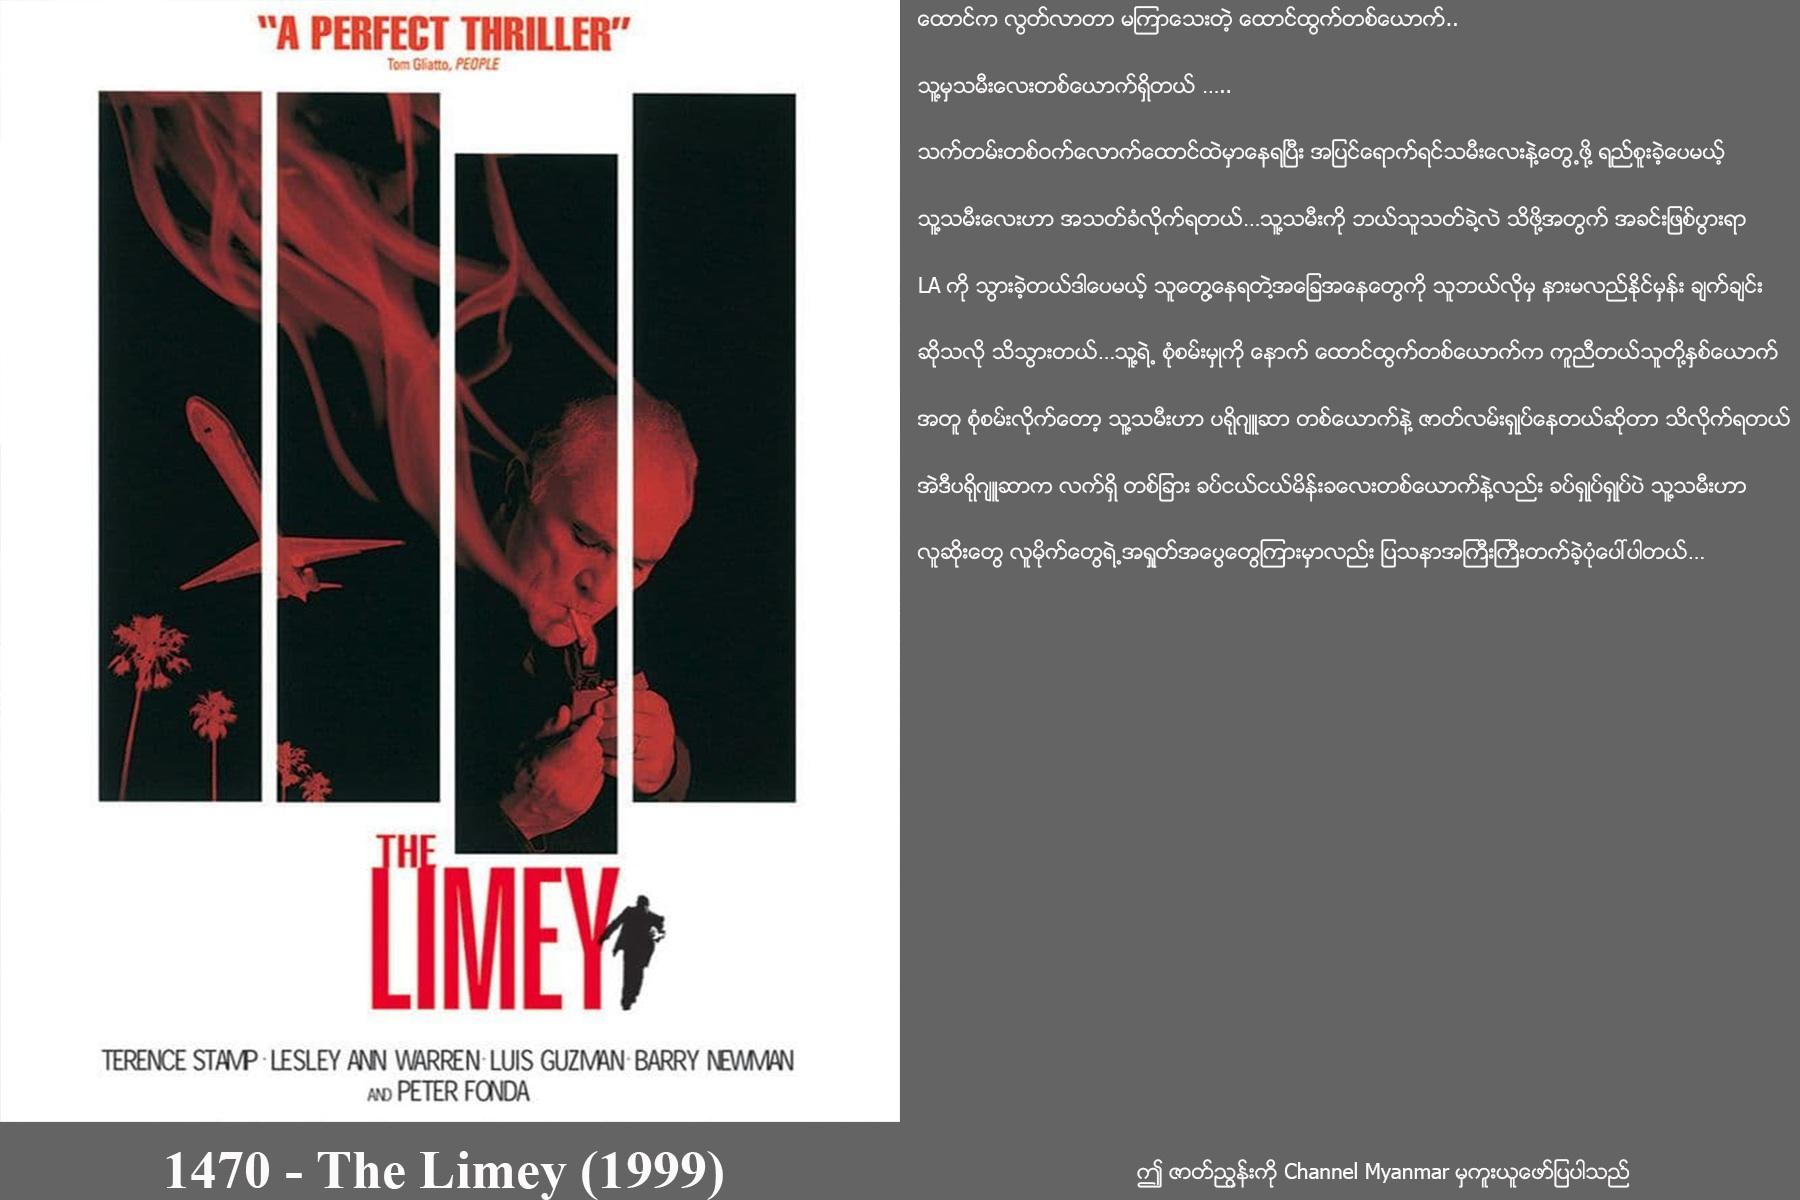 "A PERFECT THRILLER"
Tom Gliatto, PEOPLE
THE
LIMEY
TERENCE STAMP · LESLEY ANN WARREN · LUIS GUZMAN · BARRY NEWMAN
AND PETER FONDA
1470 - The Limey (1999)
ထောင်က လွတ်လာတာ မကြာသေးတဲ့ ထောင်ထွက်တစ်ယောက်..
သူ့မှသမီးလေးတစ်ယောက်ရှိတယ် .....
သက်တမ်းတစ်ဝက်လောက်ထောင်ထဲမှာနေရပြီး အပြင်ရောက်ရင်သမီးလေးနဲ့တွေ့ဖို့ ရည်စူးခဲ့ပေမယ့်
သူ့သမီးလေးဟာ အသတ်ခံလိုက်ရတယ်...သူ့သမီးကို ဘယ်သူသတ်ခဲ့လဲ သိဖို့အတွက် အခင်းဖြစ်ပွားရာ
LA ကို သွားခဲ့တယ်ဒါပေမယ့် သူတွေ့နေရတဲ့အခြေအနေတွေကို သူဘယ်လိုမှ နားမလည်နိုင်မှန်း ချက်ချင်း
ဆိုသလို သိသွားတယ်...သူ့ရဲ့ စုံစမ်းမှုကို နောက် ထောင်ထွက်တစ်ယောက်က ကူညီတယ်သူတို့နှစ်ယောက်
အတူ စုံစမ်းလိုက်တော့ သူ့သမီးဟာ ပရိုဂျူဆာ တစ်ယောက်နဲ့ ဇာတ်လမ်းရှုပ်နေတယ်ဆိုတာ သိလိုက်ရတယ်
အဲဒီပရိုဂျူဆာက လက်ရှိ တစ်ခြား ခပ်ငယ်ငယ်မိန်းခလေးတစ်ယောက်နဲ့လည်း ခပ်ရှုပ်ရှုပ်ပဲ သူ့သမီးဟာ
လူဆိုးတွေ လူမိုက်တွေရဲ့အရှုတ်အပွေတွေကြားမှာလည်း ပြသနာအကြီးကြီးတက်ခဲ့ပုံပေါ်ပါတယ်...
ဤ ဇာတ်ညွှန်းကို Channel Myanmar မှကူးယူဖော်ပြပါသည်